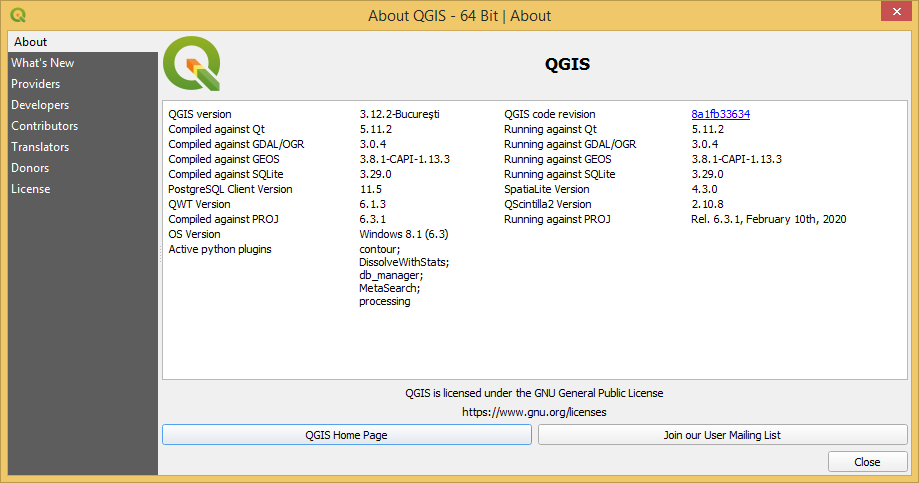 About QGIS - 64 Bit | About
About
What's New
Providers
Developers
Contributors
Translators
Donors
License
QGIS
QGIS version 3.12.2-București QGIS code revision 8a1fb33634
Compiled against Qt 5.11.2 Running against Qt 5.11.2
Compiled against GDAL/OGR 3.0.4 Running against GDAL/OGR 3.0.4
Compiled against GEOS 3.8.1-CAPI-1.13.3 Running against GEOS 3.8.1-CAPI-1.13.3
Compiled against SQLite 3.29.0 Running against SQLite 3.29.0
PostgreSQL Client Version 11.5 SpatiaLite Version 4.3.0
QWT Version 6.1.3 QScintilla2 Version 2.10.8
Compiled against PROJ 6.3.1 Running against PROJ Rel. 6.3.1, February 10th, 2020
OS Version Windows 8.1 (6.3)
Active python plugins contour;
DissolveWithStats;
db_manager;
MetaSearch;
processing
QGIS is licensed under the GNU General Public License
https://www.gnu.org/licenses
QGIS Home Page Join our User Mailing List
Close